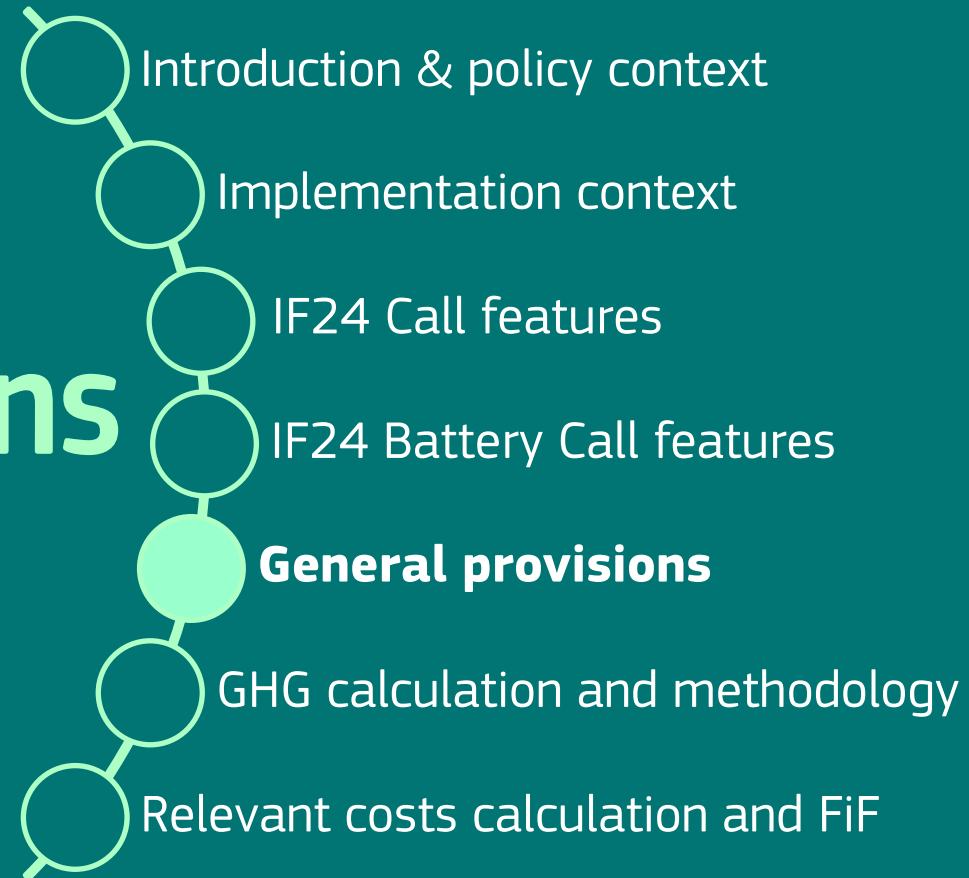 Introduction & policy context
Implementation context
IF24 Call features
ns
IF24 Battery Call features
General provisions
GHG calculation and methodology
Relevant costs calculation and FiF